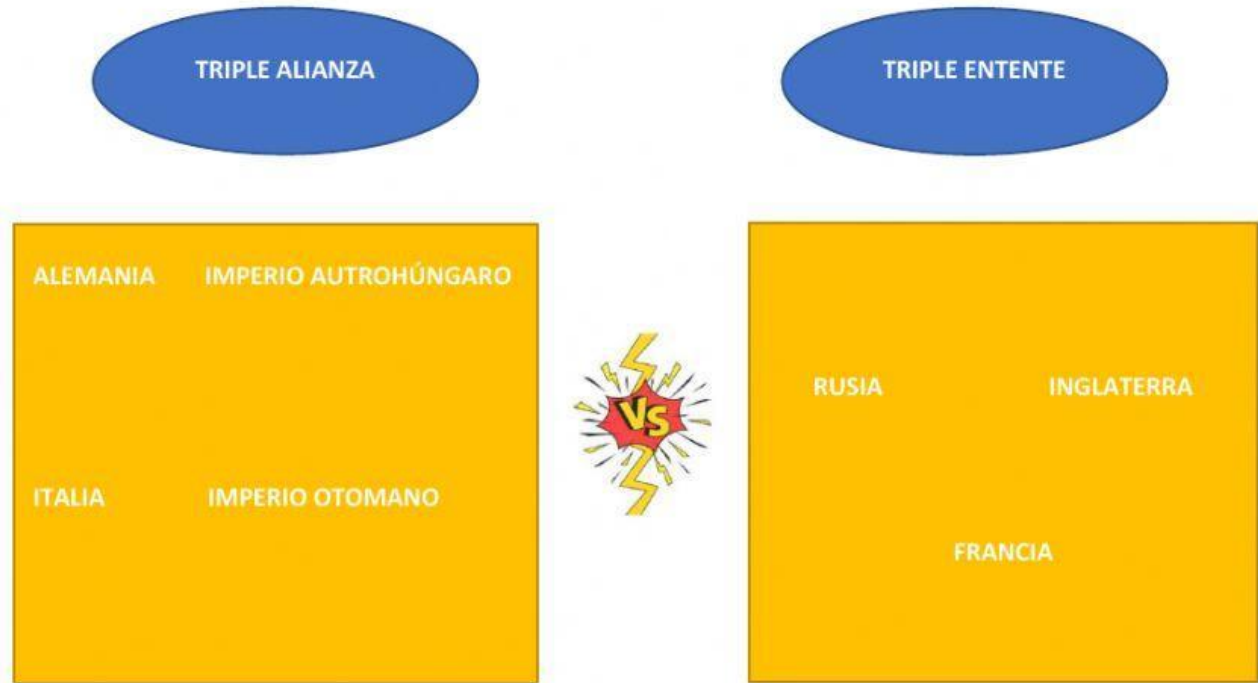 TRIPLE ALIANZA
TRIPLE ENTENTE
ALEMANIA IMPERIO AUTROHÚNGARO
ITALIA IMPERIO OTOMANO
VS
RUSIA INGLATERRA
FRANCIA